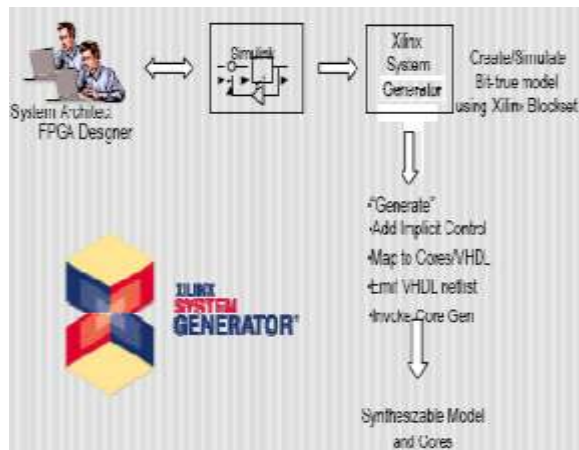 System Architect
FPGA Designer
Simulink
Xilinx
System
Generator
Create/Simulate
Bit-true model
using Xilinx Blockset
•"Generate"
•Add Implicit Control
•Map to Cores/VHDL
•Emit VHDL netlist
•Invoke Core Gen
XILINX
SYSTEM
GENERATOR
Synthesizable Model
and Cores